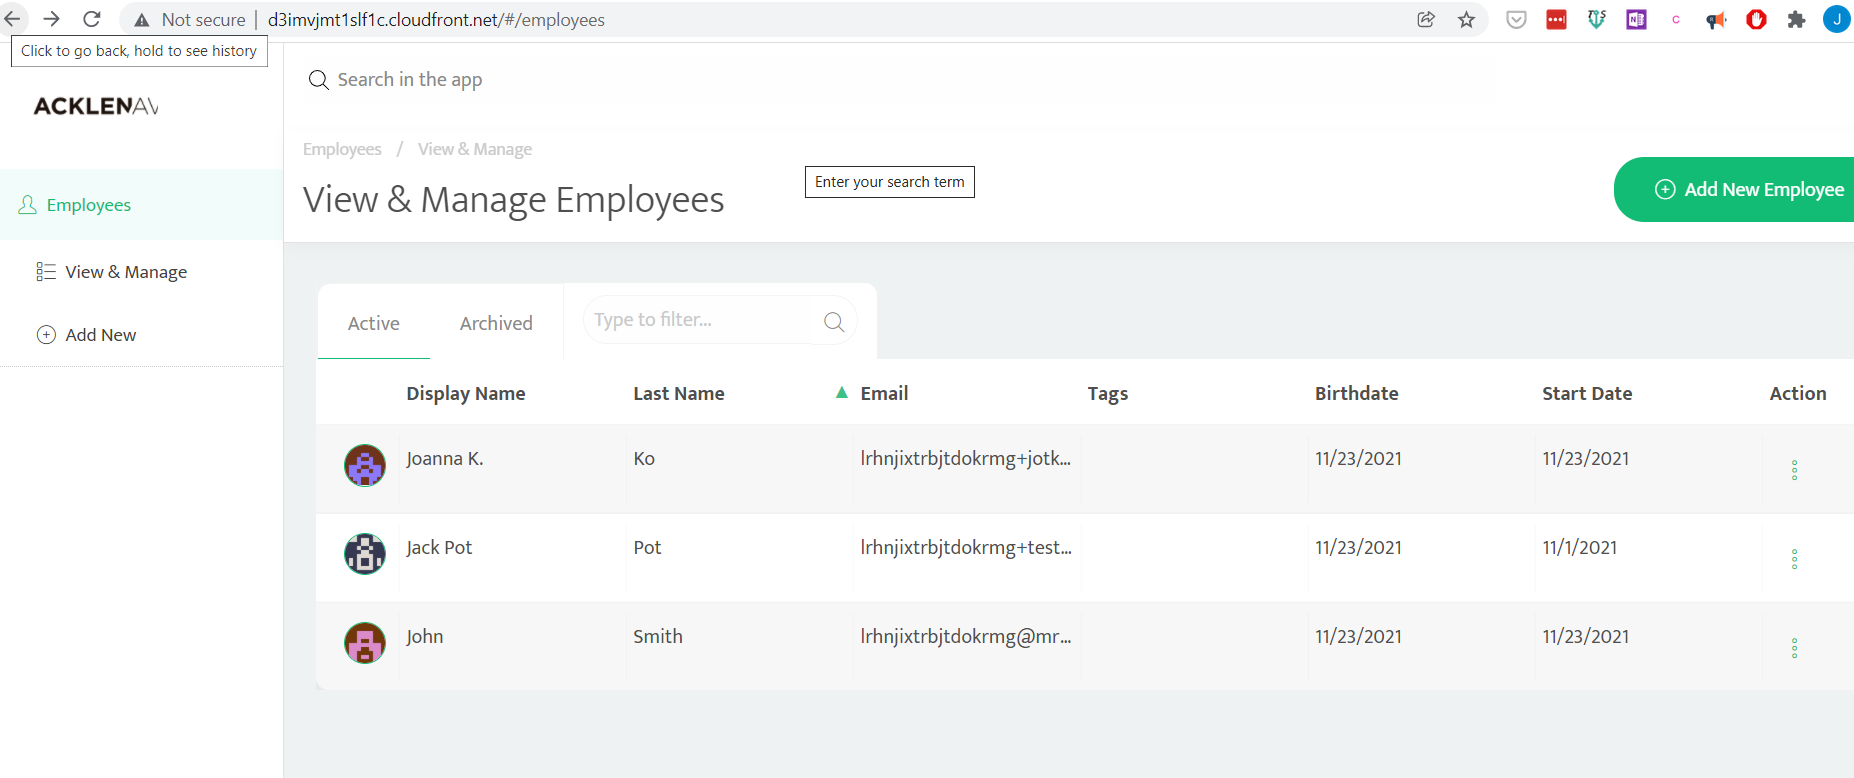 Not secure | d3imvjmt1slf1c.cloudfront.net/#/employees
J
Click to go back, hold to see history
Search in the app
ACKLENAV
Employees / View & Manage
Enter your search term
View & Manage Employees
Add New Employee
Employees
View & Manage
Add New
Active Archived Type to filter...
Display Name Last Name ▲ Email Tags Birthdate Start Date Action
Joanna K. Ko lrhnjixtrbjtdokrmg+jotk... 11/23/2021 11/23/2021
Jack Pot Pot lrhnjixtrbjtdokrmg+test... 11/23/2021 11/1/2021
John Smith lrhnjixtrbjtdokrmg@mr... 11/23/2021 11/23/2021